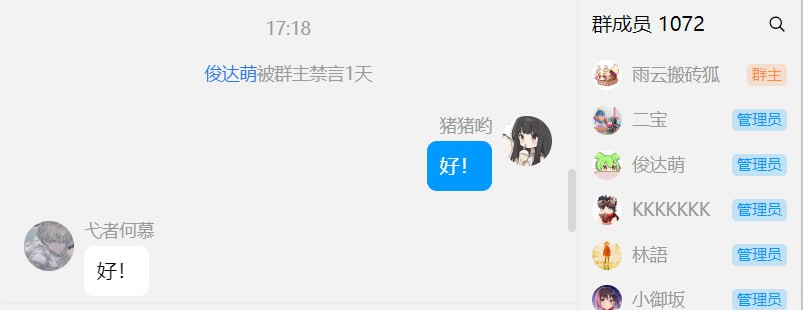 17:18
俊达萌被群主禁言1天
猪猪哟
好！
弋者何慕
好！
群成员 1072
雨云搬砖狐 群主
二宝 管理员
俊达萌 管理员
KKKKKKK 管理员
林語 管理员
小御坂 管理员